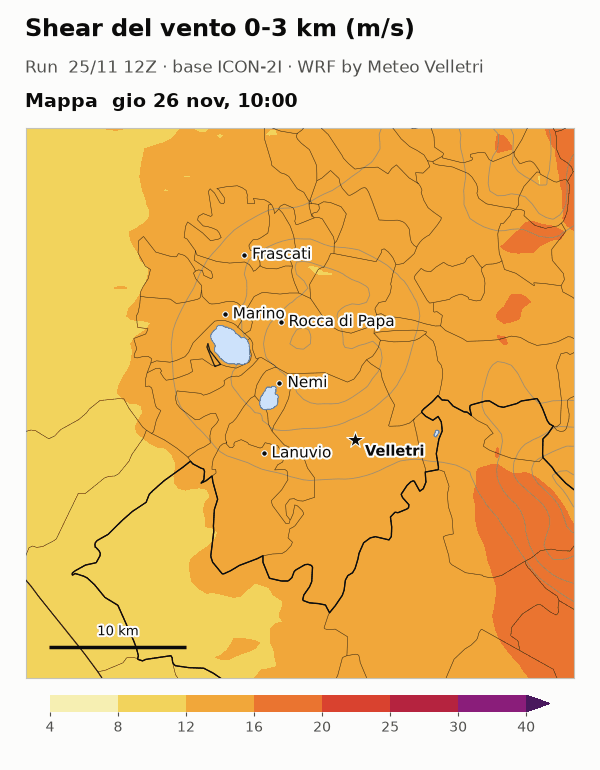 Shear del vento 0-3 km (m/s)
Run  25/11 12Z · base ICON-2I · WRF by Meteo Velletri
Mappa  gio 26 nov, 10:00
Frascati
Marino
Rocca di Papa
Nemi
Velletri
Lanuvio
10 km
4 8 12 16 20 25 30 40